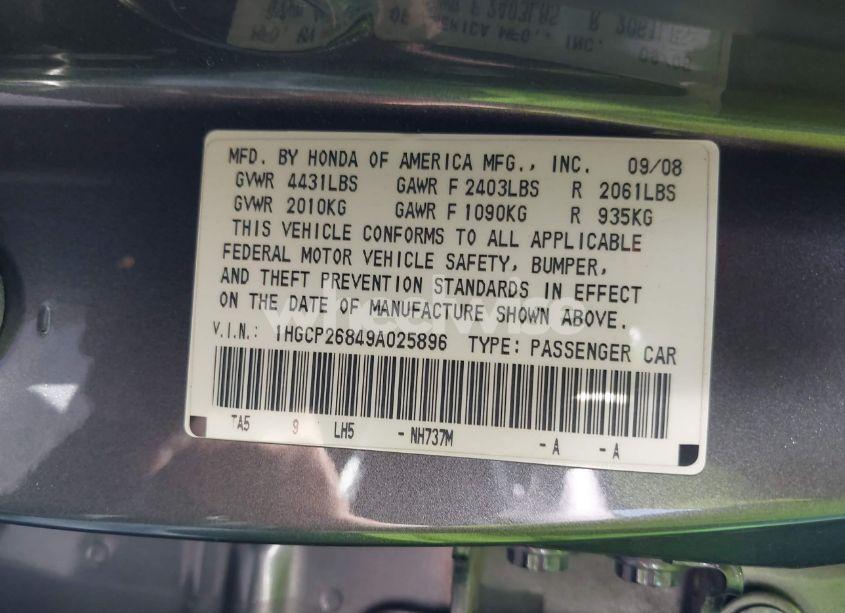 MFD. BY HONDA OF AMERICA MFG., INC. 09/08
GVWR 4431LBS GAWR F 2403LBS R 2061LBS
GVWR 2010KG GAWR F 1090KG R 935KG
THIS VEHICLE CONFORMS TO ALL APPLICABLE
FEDERAL MOTOR VEHICLE SAFETY, BUMPER,
AND THEFT PREVENTION STANDARDS IN EFFECT
ON THE DATE OF MANUFACTURE SHOWN ABOVE.
V.I.N.: 1HGCP26849A025896 TYPE: PASSENGER CAR
TA5 9 LH5 - NH737M - A - A
wheelwise